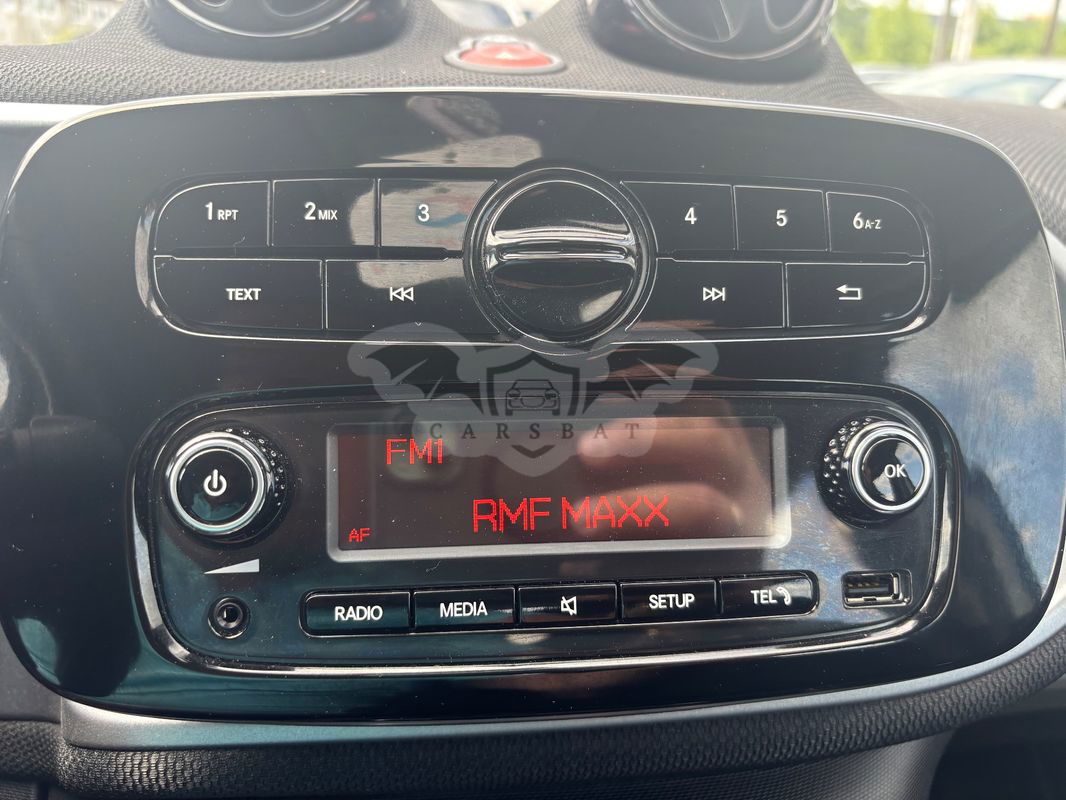 1 RPT 2 MIX 3 4 5 6 A-Z
TEXT
CARSBAT
FM1
OK
RMF MAXX
AF
RADIO MEDIA SETUP TEL